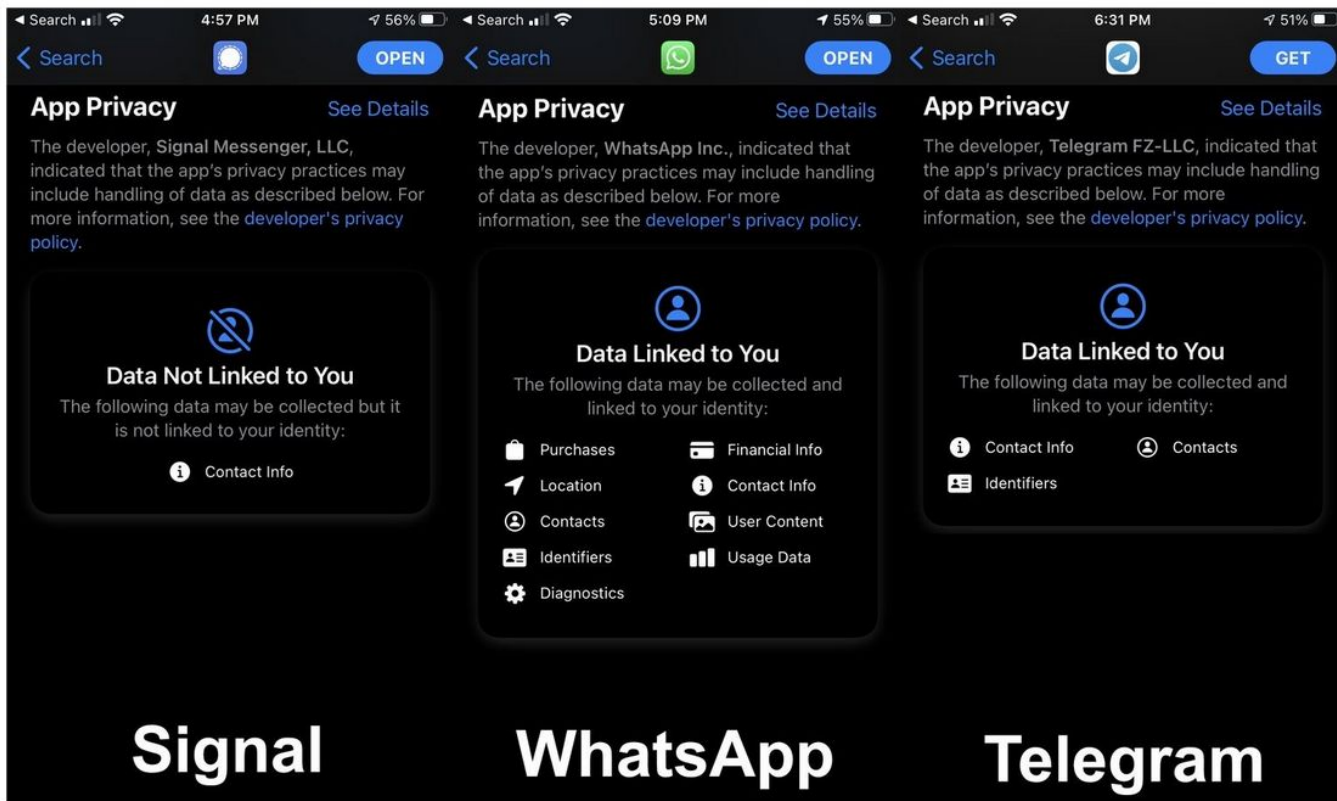 ◀ Search 4:57 PM 56%
Search OPEN
App Privacy See Details
The developer, Signal Messenger, LLC,
indicated that the app's privacy practices may
include handling of data as described below. For
more information, see the developer's privacy
policy.
Data Not Linked to You
The following data may be collected but it
is not linked to your identity:
Contact Info
Signal
◀ Search 5:09 PM 55%
Search OPEN
App Privacy See Details
The developer, WhatsApp Inc., indicated that
the app's privacy practices may include handling
of data as described below. For more
information, see the developer's privacy policy.
Data Linked to You
The following data may be collected and
linked to your identity:
Purchases Financial Info
Location Contact Info
Contacts User Content
Identifiers Usage Data
Diagnostics
WhatsApp
◀ Search 6:31 PM 51%
Search GET
App Privacy See Details
The developer, Telegram FZ-LLC, indicated that
the app's privacy practices may include handling
of data as described below. For more
information, see the developer's privacy policy.
Data Linked to You
The following data may be collected and
linked to your identity:
Contact Info Contacts
Identifiers
Telegram